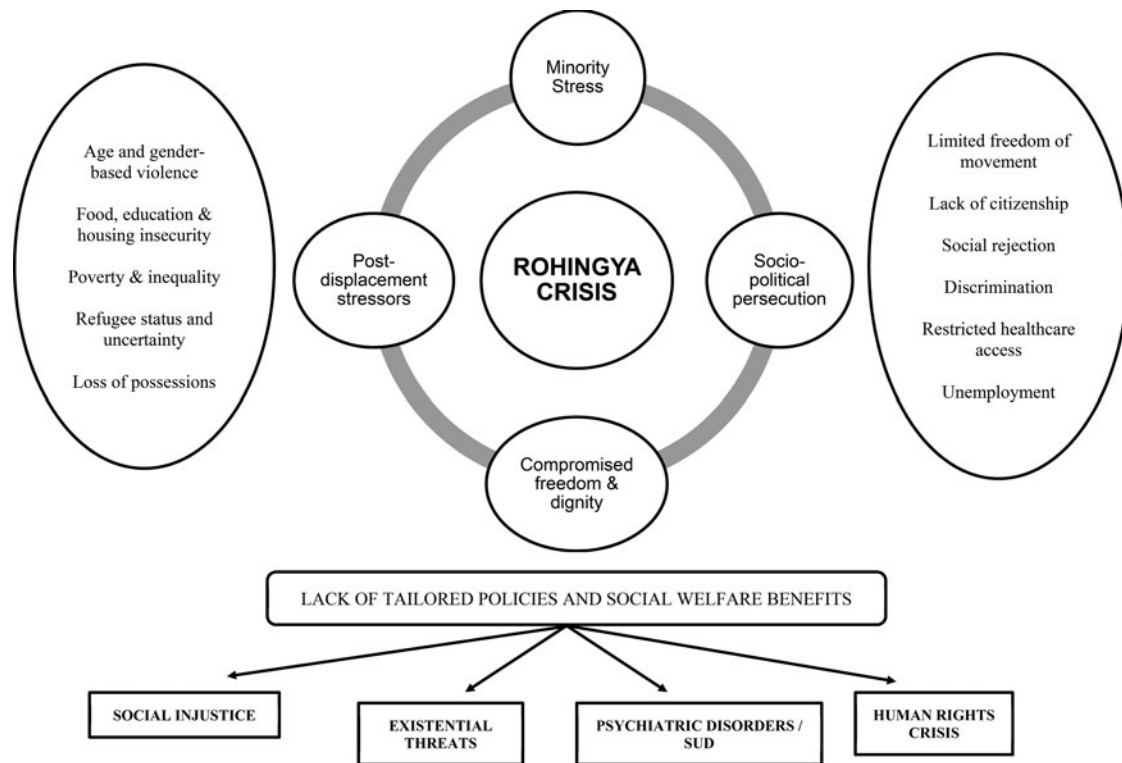 Minority
Stress
Age and gender-
based violence
Food, education &
housing insecurity
Poverty & inequality
Refugee status and
uncertainty
Loss of possessions
Post-
displacement
stressors
ROHINGYA
CRISIS
Socio-
political
persecution
Limited freedom of
movement
Lack of citizenship
Social rejection
Discrimination
Restricted healthcare
access
Unemployment
Compromised
freedom &
dignity
LACK OF TAILORED POLICIES AND SOCIAL WELFARE BENEFITS
SOCIAL INJUSTICE
EXISTENTIAL
THREATS
PSYCHIATRIC DISORDERS /
SUD
HUMAN RIGHTS
CRISIS